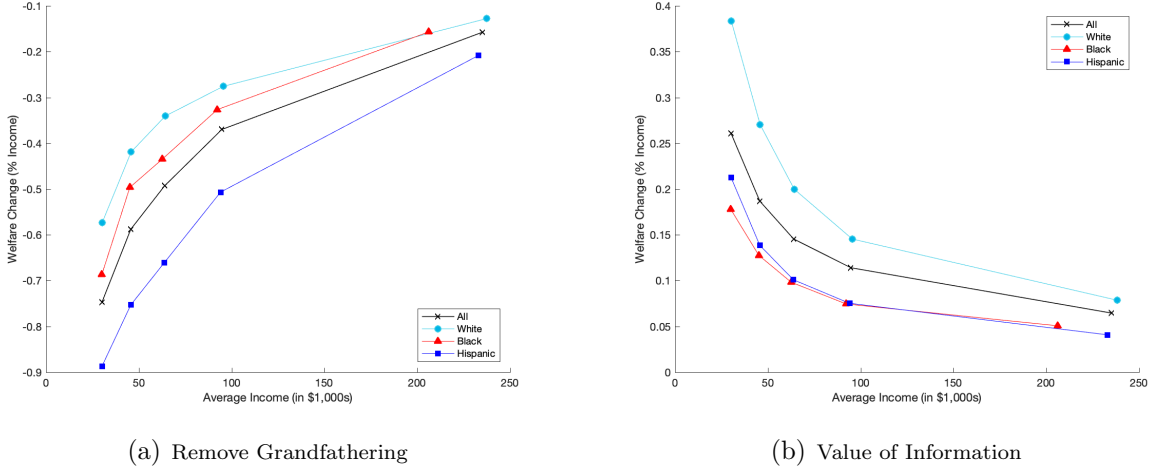 -0.1
-0.2
-0.3
-0.4
-0.5
-0.6
-0.7
-0.8
-0.9
Welfare Change (% Income)
0 50 100 150 200 250
Average Income (in $1,000s)
All
White
Black
Hispanic
(a) Remove Grandfathering
0.4
0.35
0.3
0.25
0.2
0.15
0.1
0.05
0
Welfare Change (% Income)
0 50 100 150 200 250
Average Income (in $1,000s)
All
White
Black
Hispanic
(b) Value of Information